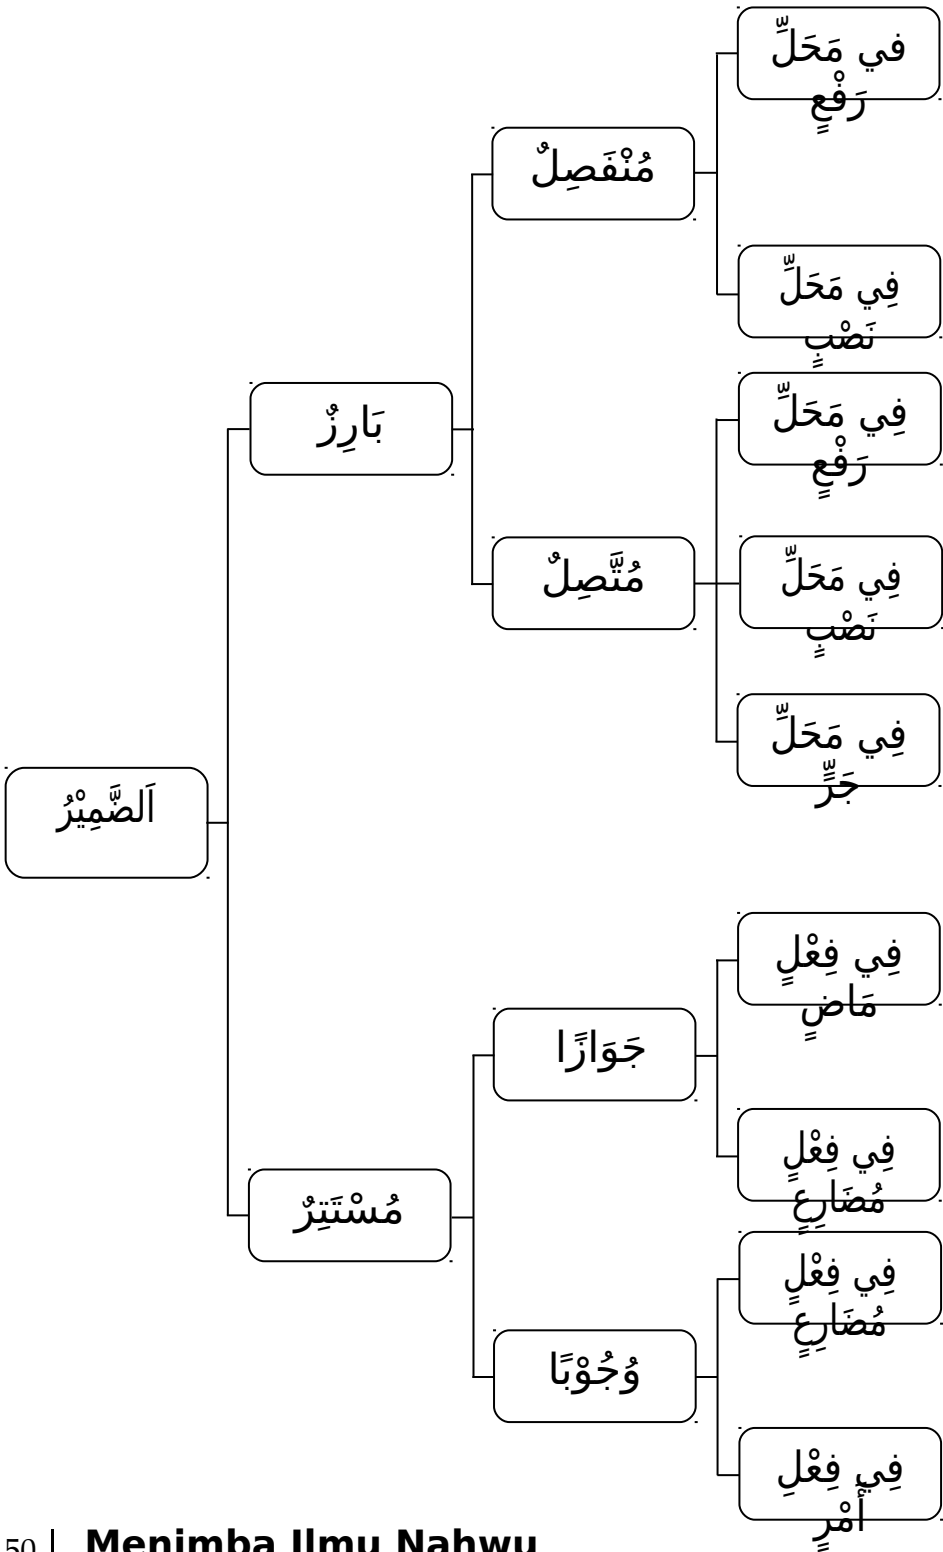 في مَحَلِّ
رَفْعٍ
مُنْفَصِلٌ
فِي مَحَلِّ
نَصْبٍ
بَارِزٌ
فِي مَحَلِّ
رَفْعٍ
مُتَّصِلٌ
فِي مَحَلِّ
نَصْبٍ
فِي مَحَلِّ
جَرٍّ
اَلضَّمِيْرُ
فِي فِعْلٍ
مَاضٍ
جَوَازًا
فِي فِعْلٍ
مُضَارِعٍ
مُسْتَتِرٌ
فِي فِعْلٍ
مُضَارِعٍ
وُجُوْبًا
فِي فِعْلِ
أَمْرٍ
50 | Menimba Ilmu Nahwu